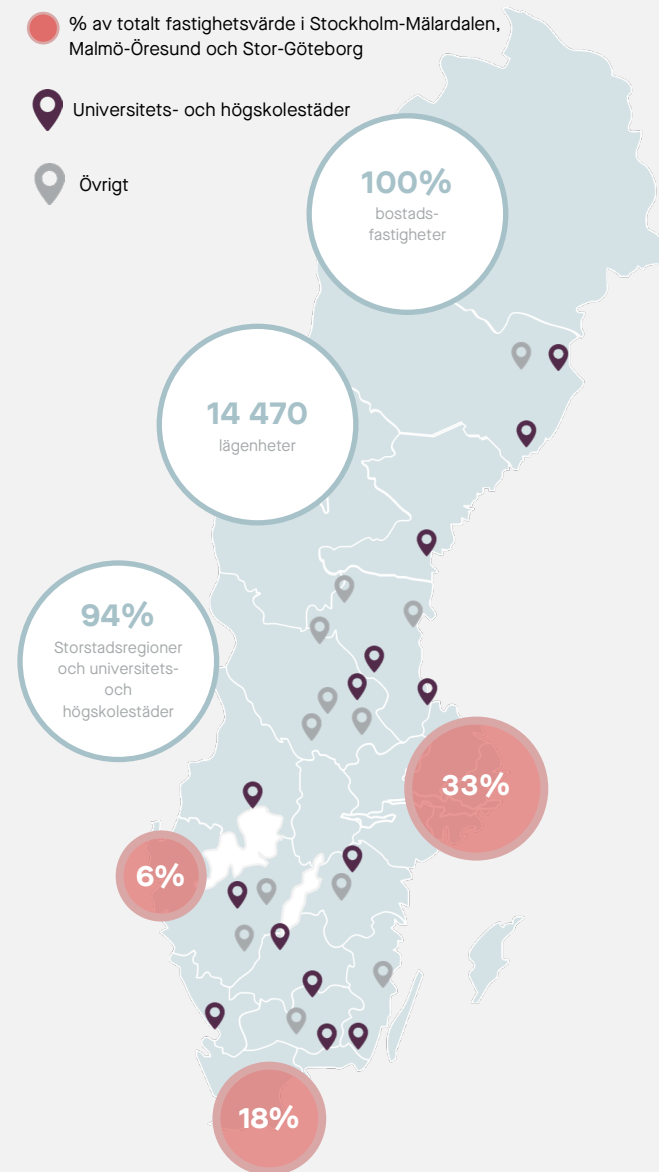 % av totalt fastighetsvärde i Stockholm-Mälardalen,
Malmö-Öresund och Stor-Göteborg
Universitets- och högskolestäder
Övrigt
100%
bostads-
fastigheter
14 470
lägenheter
94%
Storstadsregioner
och universitets-
och
högskolestäder
33%
6%
18%